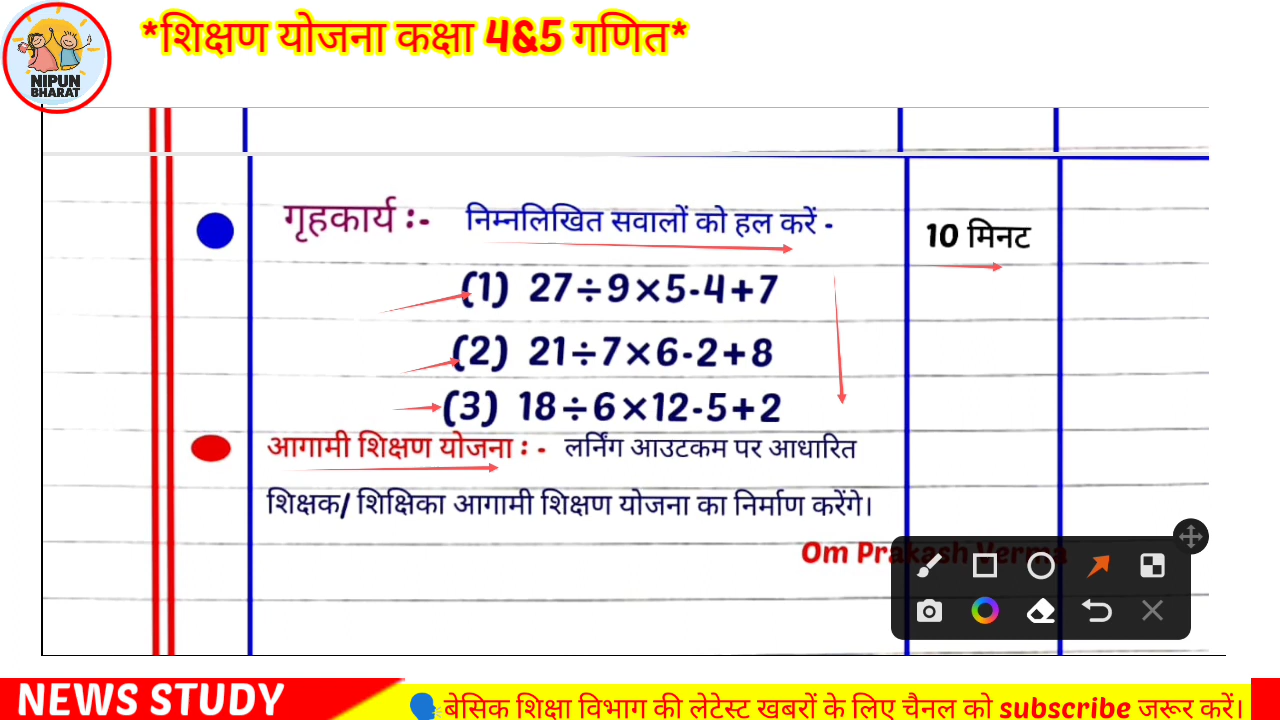 *शिक्षण योजना कक्षा 4&5 गणित*
NIPUN
BHARAT
गृहकार्य :- निम्नलिखित सवालों को हल करें - 10 मिनट
(1) 27÷9×5-4+7
(2) 21÷7×6-2+8
(3) 18÷6×12-5+2
आगामी शिक्षण योजना : - लर्निंग आउटकम पर आधारित
शिक्षक/ शिक्षिका आगामी शिक्षण योजना का निर्माण करेंगे।
Om Prakash Verma
NEWS STUDY
बेसिक शिक्षा विभाग की लेटेस्ट खबरों के लिए चैनल को subscribe जरूर करें।